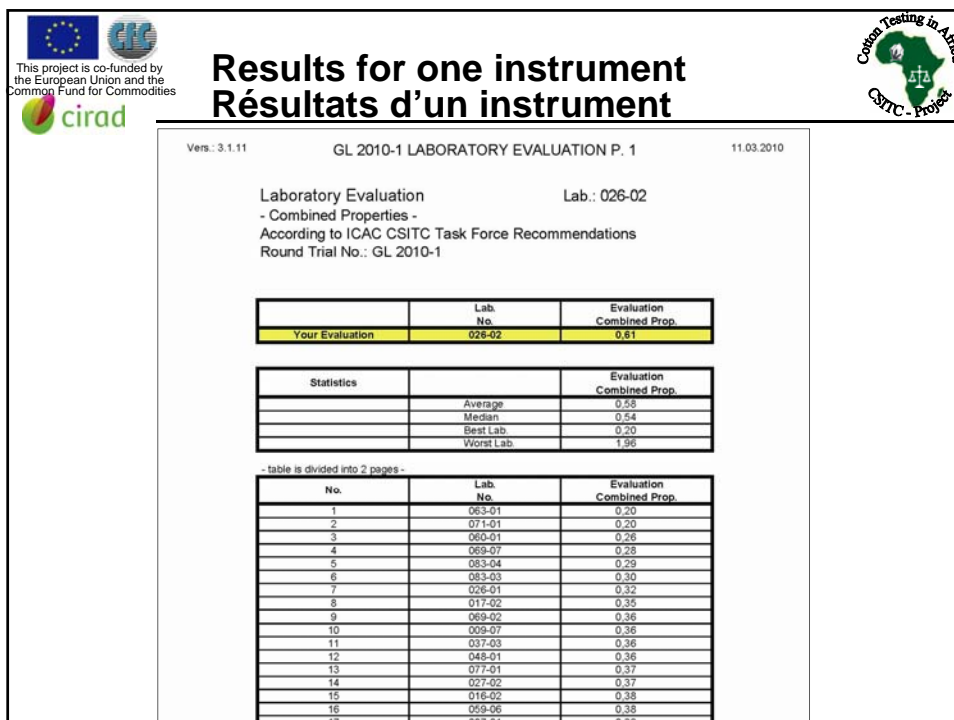 CFC
This project is co-funded by
the European Union and the
Common Fund for Commodities
cirad
Results for one instrument
Résultats d'un instrument
Cotton Testing in Africa
CSITC - Project
Vers.: 3.1.11 GL 2010-1 LABORATORY EVALUATION P. 1 11.03.2010
Laboratory Evaluation Lab.: 026-02
- Combined Properties -
According to ICAC CSITC Task Force Recommendations
Round Trial No.: GL 2010-1
Lab. Evaluation
No. Combined Prop.
Your Evaluation 026-02 0,61
Statistics Evaluation
Combined Prop.
Average 0,58
Median 0,54
Best Lab. 0,20
Worst Lab. 1,96
- table is divided into 2 pages -
No. Lab. Evaluation
No. Combined Prop.
1 063-01 0,20
2 071-01 0,20
3 060-01 0,26
4 069-07 0,28
5 083-04 0,29
6 083-03 0,30
7 026-01 0,32
8 017-02 0,35
9 069-02 0,36
10 009-07 0,36
11 037-03 0,36
12 048-01 0,36
13 077-01 0,37
14 027-02 0,37
15 016-02 0,38
16 059-06 0,38